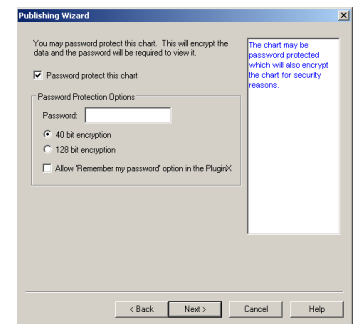 Publishing Wizard
You may password protect this chart. This will encrypt the
data and the password will be required to view it.
Password protect this chart
Password Protection Options
Password:
40 bit encryption
128 bit encryption
Allow 'Remember my password' option in the PluginX
The chart may be
password protected
which will also encrypt
the chart for security
reasons.
< Back
Next >
Cancel
Help